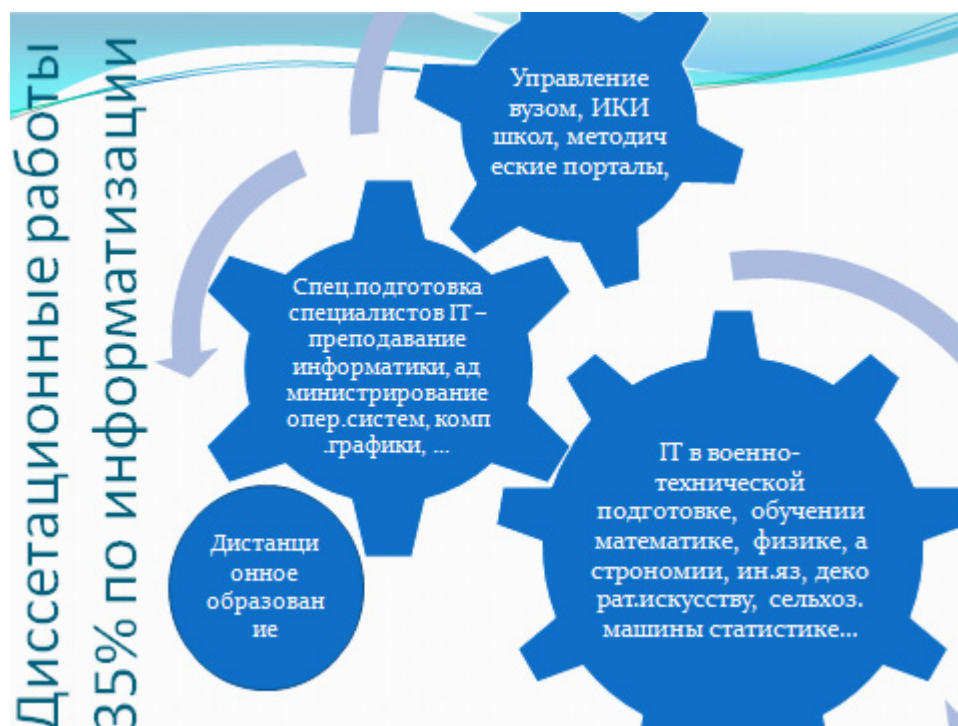 Диссетационные работы
35% по информатизации
Управление
вузом, ИКИ
школ, методич
еские порталы,
Спец.подготовка
специалистов IT –
преподавание
информатики, ад
министрирование
опер.систем, комп
.графики, ...
IT в военно-
технической
подготовке, обучении
математике, физике, а
строномии, ин.яз, деко
рат.искусству, сельхоз.
машины статистике...
Дистанци
онное
образован
ие